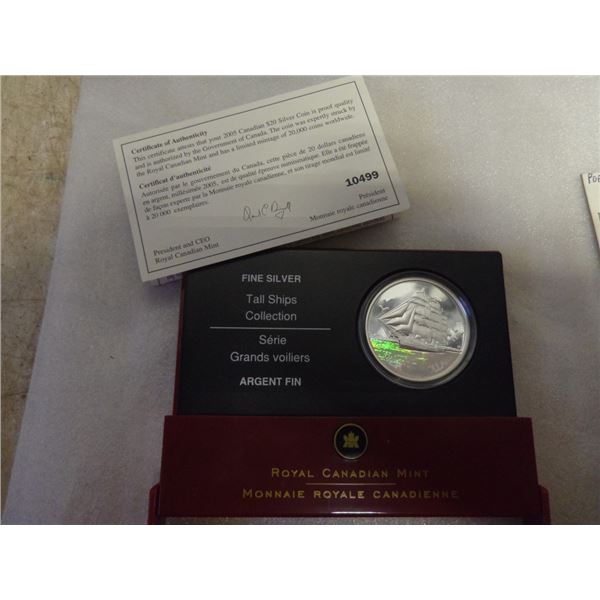 Certificate of Authenticity
This certificate attests that your 2005 Canadian $20 Silver Coin is proof quality
and is authorized by the Government of Canada. The coin was expertly struck by
the Royal Canadian Mint and has a limited mintage of 20,000 coins worldwide.
Certificat d'authenticité
Autorisée par le gouvernement du Canada, cette pièce de 20 dollars canadiens
en argent, millésimée 2005, est de qualité épreuve numismatique. Elle a été frappée
de façon experte par la Monnaie royale canadienne, et son tirage mondial est limité
à 20 000 exemplaires.
10499
President and CEO
Royal Canadian Mint
Président
Monnaie royale canadienne
FINE SILVER
Tall Ships
Collection
Série
Grands voiliers
ARGENT FIN
ROYAL CANADIAN MINT
MONNAIE ROYALE CANADIENNE